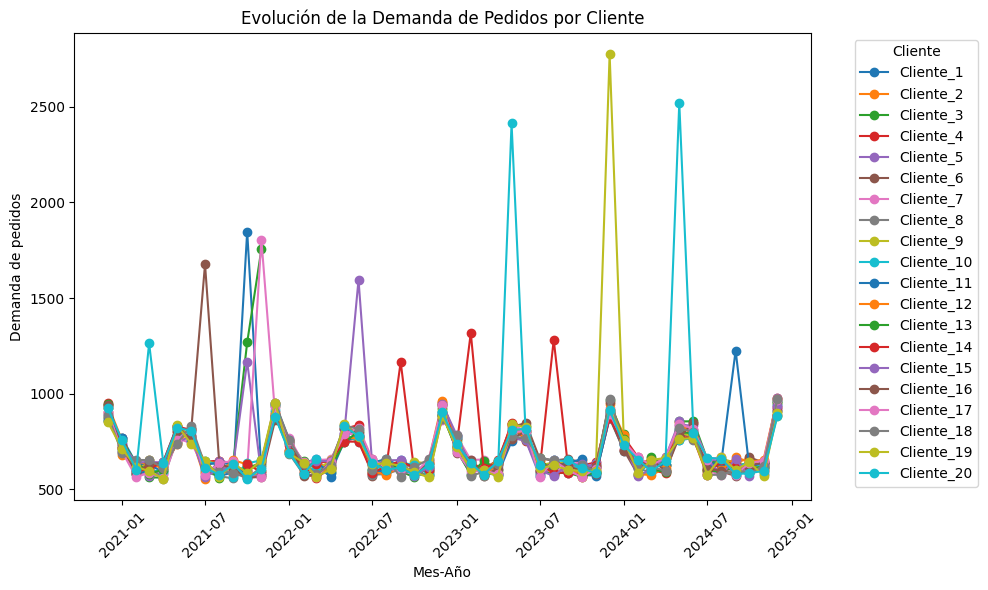 Evolución de la Demanda de Pedidos por Cliente
Demanda de pedidos
2500
2000
1500
1000
500
2021-01
2021-07
2022-01
2022-07
2023-01
2023-07
2024-01
2024-07
2025-01
Mes-Año
Cliente
Cliente_1
Cliente_2
Cliente_3
Cliente_4
Cliente_5
Cliente_6
Cliente_7
Cliente_8
Cliente_9
Cliente_10
Cliente_11
Cliente_12
Cliente_13
Cliente_14
Cliente_15
Cliente_16
Cliente_17
Cliente_18
Cliente_19
Cliente_20